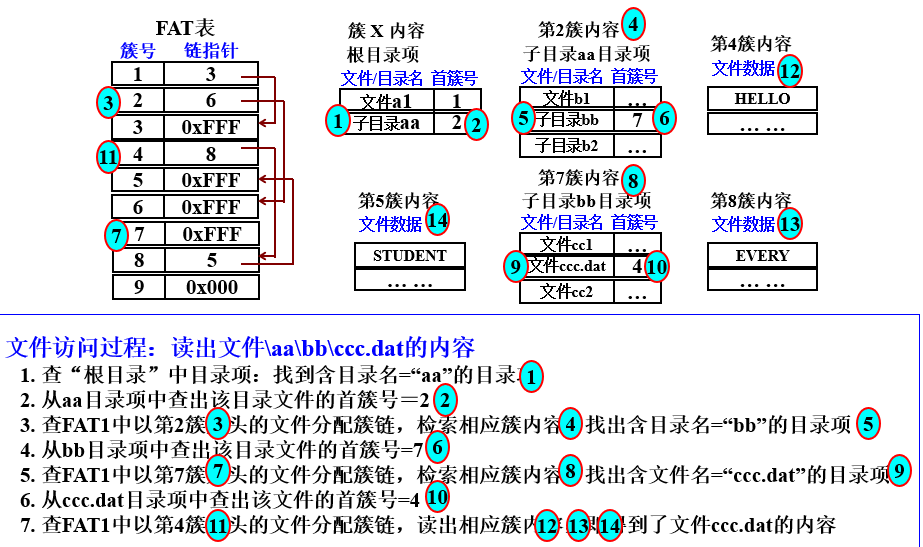 FAT表
簇号 链指针
1 3
③ 2 6
3 0xFFF
⑪ 4 8
5 0xFFF
6 0xFFF
⑦ 7 0xFFF
8 5
9 0x000
簇 X 内容
根目录项
文件/目录名 首簇号
文件a1 1
① 子目录aa 2 ②
第2簇内容 ④
子目录aa目录项
文件/目录名 首簇号
文件b1 …
⑤ 子目录bb 7 ⑥
子目录b2 …
第4簇内容
文件数据 ⑫
HELLO
… …
第5簇内容
文件数据 ⑭
STUDENT
… …
第7簇内容 ⑧
子目录bb目录项
文件/目录名 首簇号
文件cc1 …
⑨ 文件ccc.dat 4 ⑩
文件cc2 …
第8簇内容
文件数据 ⑬
EVERY
… …
文件访问过程：读出文件\aa\bb\ccc.dat的内容
1. 查“根目录”中目录项：找到含目录名=“aa”的目录 ①
2. 从aa目录项中查出该目录文件的首簇号＝2 ②
3. 查FAT1中以第2簇 ③ 头的文件分配簇链，检索相应簇内容 ④ 找出含目录名=“bb”的目录项 ⑤
4. 从bb目录项中查出该目录文件的首簇号=7 ⑥
5. 查FAT1中以第7簇 ⑦ 头的文件分配簇链，检索相应簇内容 ⑧ 找出含文件名=“ccc.dat”的目录项 ⑨
6. 从ccc.dat目录项中查出该文件的首簇号=4 ⑩
7. 查FAT1中以第4簇 ⑪ 头的文件分配簇链，读出相应簇内 ⑫ ⑬ ⑭ 得到了文件ccc.dat的内容